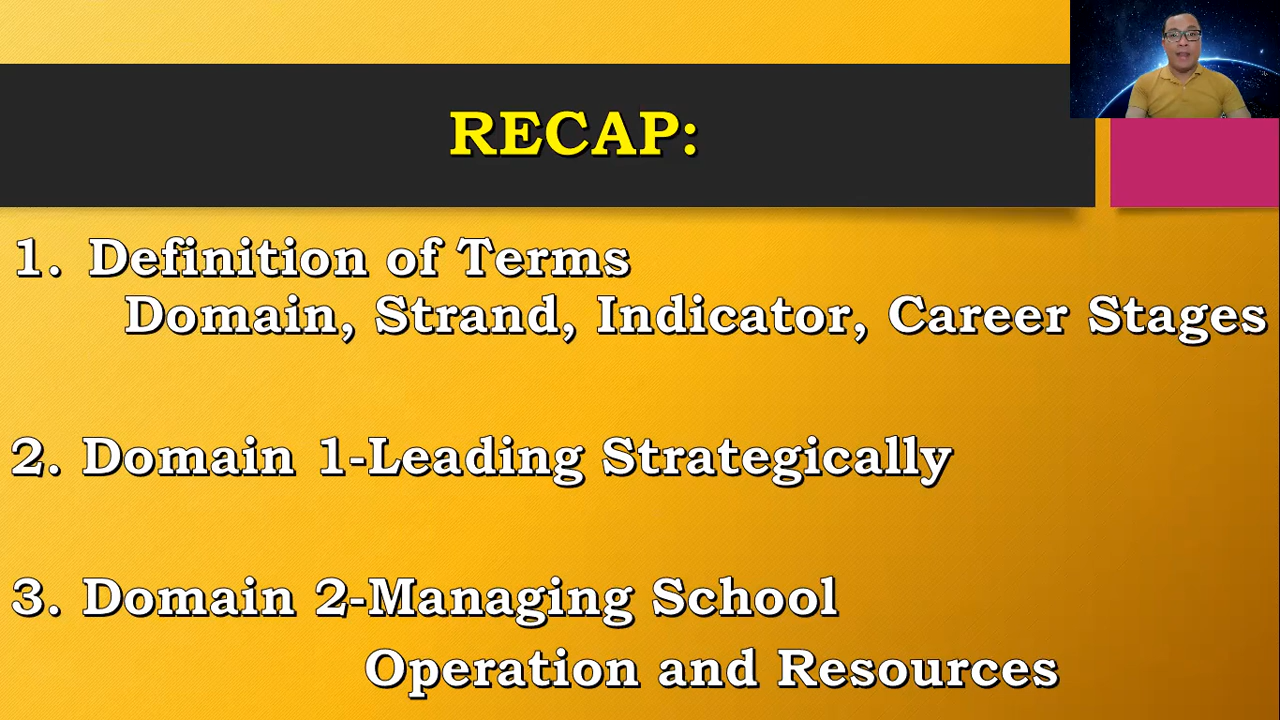 RECAP:
1. Definition of Terms
Domain, Strand, Indicator, Career Stages
2. Domain 1-Leading Strategically
3. Domain 2-Managing School
Operation and Resources